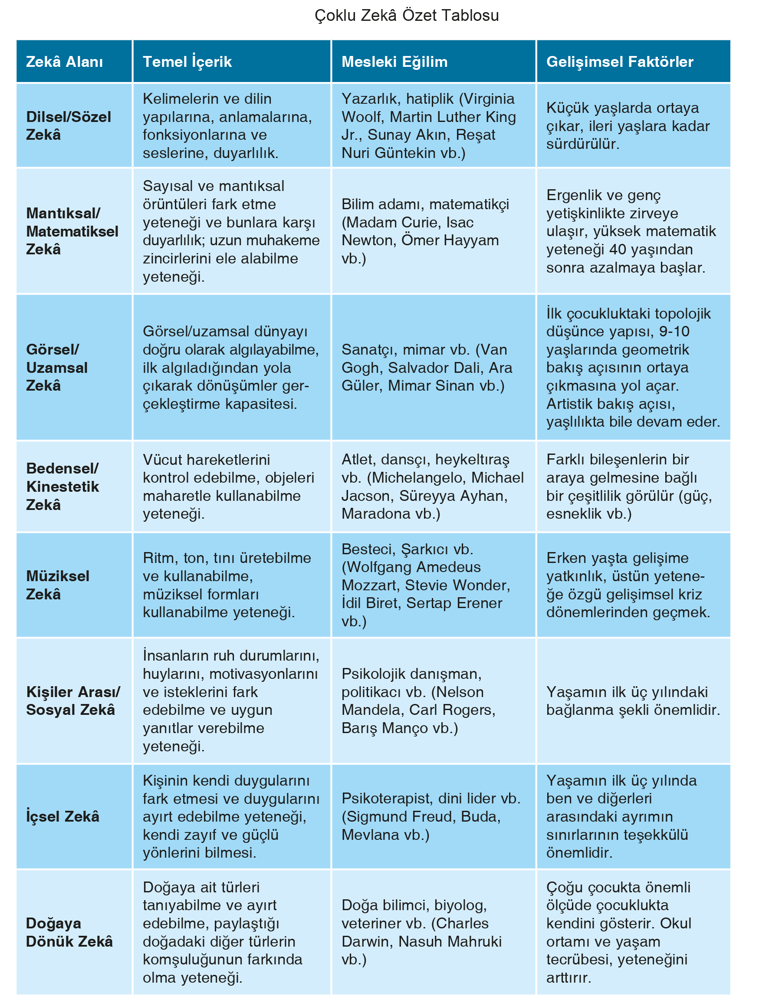 Çoklu Zekâ Özet Tablosu
Zekâ Alanı
Temel İçerik
Mesleki Eğilim
Gelişimsel Faktörler
Dilsel/Sözel
Zekâ
Kelimelerin ve dilin
yapılarına, anlamalarına,
fonksiyonlarına ve
seslerine, duyarlılık.
Yazarlık, hatiplik (Virginia
Woolf, Martin Luther King
Jr., Sunay Akın, Reşat
Nuri Güntekin vb.)
Küçük yaşlarda ortaya
çıkar, ileri yaşlara kadar
sürdürülür.
Mantıksal/
Matematiksel
Zekâ
Sayısal ve mantıksal
örüntüleri fark etme
yeteneği ve bunlara karşı
duyarlılık; uzun muhakeme
zincirlerini ele alabilme
yeteneği.
Bilim adamı, matematikçi
(Madam Curie, Isac
Newton, Ömer Hayyam
vb.)
Ergenlik ve genç
yetişkinlikte zirveye
ulaşır, yüksek matematik
yeteneği 40 yaşından
sonra azalmaya başlar.
Görsel/
Uzamsal
Zekâ
Görsel/uzamsal dünyayı
doğru olarak algılayabilme,
ilk algıladığından yola
çıkarak dönüşümler ger-
çekleştirme kapasitesi.
Sanatçı, mimar vb. (Van
Gogh, Salvador Dali, Ara
Güler, Mimar Sinan vb.)
İlk çocukluktaki topolojik
düşünce yapısı, 9-10
yaşlarında geometrik
bakış açısının ortaya
çıkmasına yol açar.
Artistik bakış açısı,
yaşlılıkta bile devam eder.
Bedensel/
Kinestetik
Zekâ
Vücut hareketlerini
kontrol edebilme, objeleri
maharetle kullanabilme
yeteneği.
Atlet, dansçı, heykeltıraş
vb. (Michelangelo, Michael
Jacson, Süreyya Ayhan,
Maradona vb.)
Farklı bileşenlerin bir
araya gelmesine bağlı
bir çeşitlilik görülür (güç,
esneklik vb.)
Müziksel
Zekâ
Ritm, ton, tını üretebilme
ve kullanabilme,
müziksel formları
kullanabilme yeteneği.
Besteci, Şarkıcı vb.
(Wolfgang Amedeus
Mozzart, Stevie Wonder,
İdil Biret, Sertap Erener
vb.)
Erken yaşta gelişime
yatkınlık, üstün yetene-
ğe özgü gelişimsel kriz
dönemlerinden geçmek.
Kişiler Arası/
Sosyal Zekâ
İnsanların ruh durumlarını,
huylarını, motivasyonlarını
ve isteklerini fark
edebilme ve uygun
yanıtlar verebilme
yeteneği.
Psikolojik danışman,
politikacı vb. (Nelson
Mandela, Carl Rogers,
Barış Manço vb.)
Yaşamın ilk üç yılındaki
bağlanma şekli önemlidir.
İçsel Zekâ
Kişinin kendi duygularını
fark etmesi ve duygularını
ayırt edebilme yeteneği,
kendi zayıf ve güçlü
yönlerini bilmesi.
Psikoterapist, dini lider vb.
(Sigmund Freud, Buda,
Mevlana vb.)
Yaşamın ilk üç yılında
ben ve diğerleri
arasındaki ayrımın
sınırlarının teşekkülü
önemlidir.
Doğaya
Dönük Zekâ
Doğaya ait türleri
tanıyabilme ve ayırt
edebilme, paylaştığı
doğadaki diğer türlerin
komşuluğunun farkında
olma yeteneği.
Doğa bilimci, biyolog,
veteriner vb. (Charles
Darwin, Nasuh Mahruki
vb.)
Çoğu çocukta önemli
ölçüde çocuklukta
kendini gösterir. Okul
ortamı ve yaşam
tecrübesi, yeteneğini
arttırır.